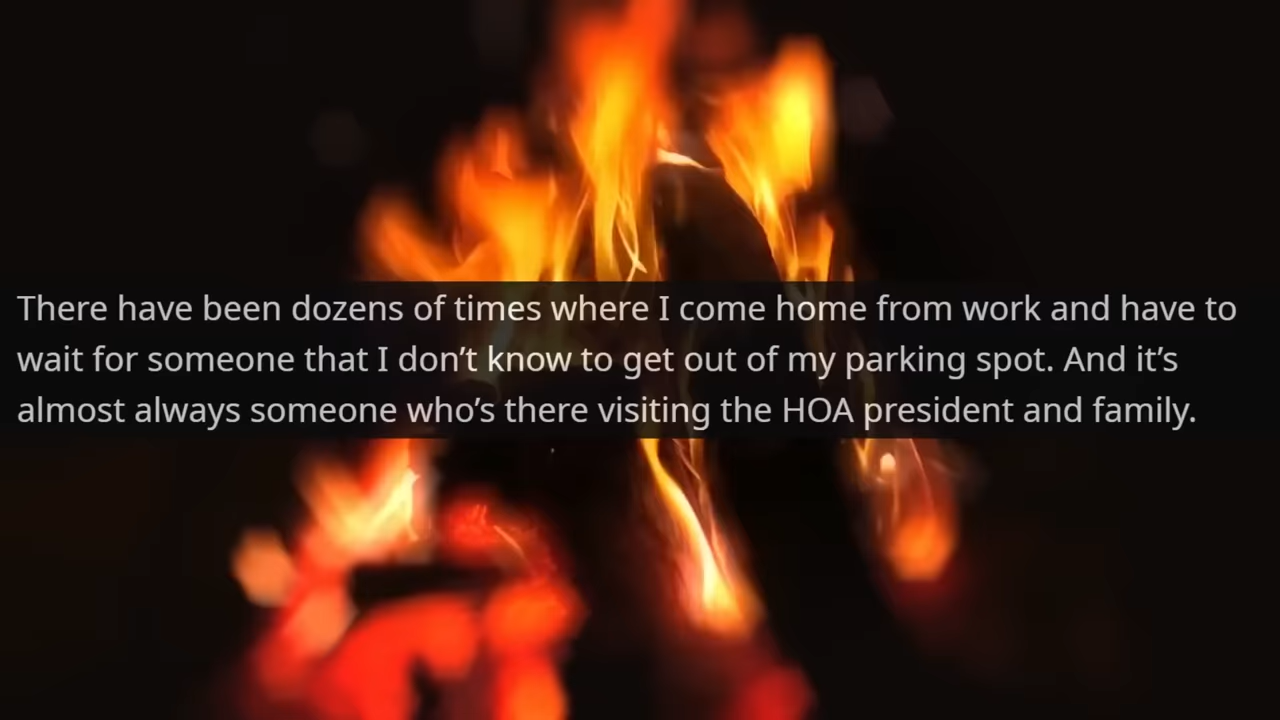 There have been dozens of times where I come home from work and have to
wait for someone that I don’t know to get out of my parking spot. And it’s
almost always someone who’s there visiting the HOA president and family.